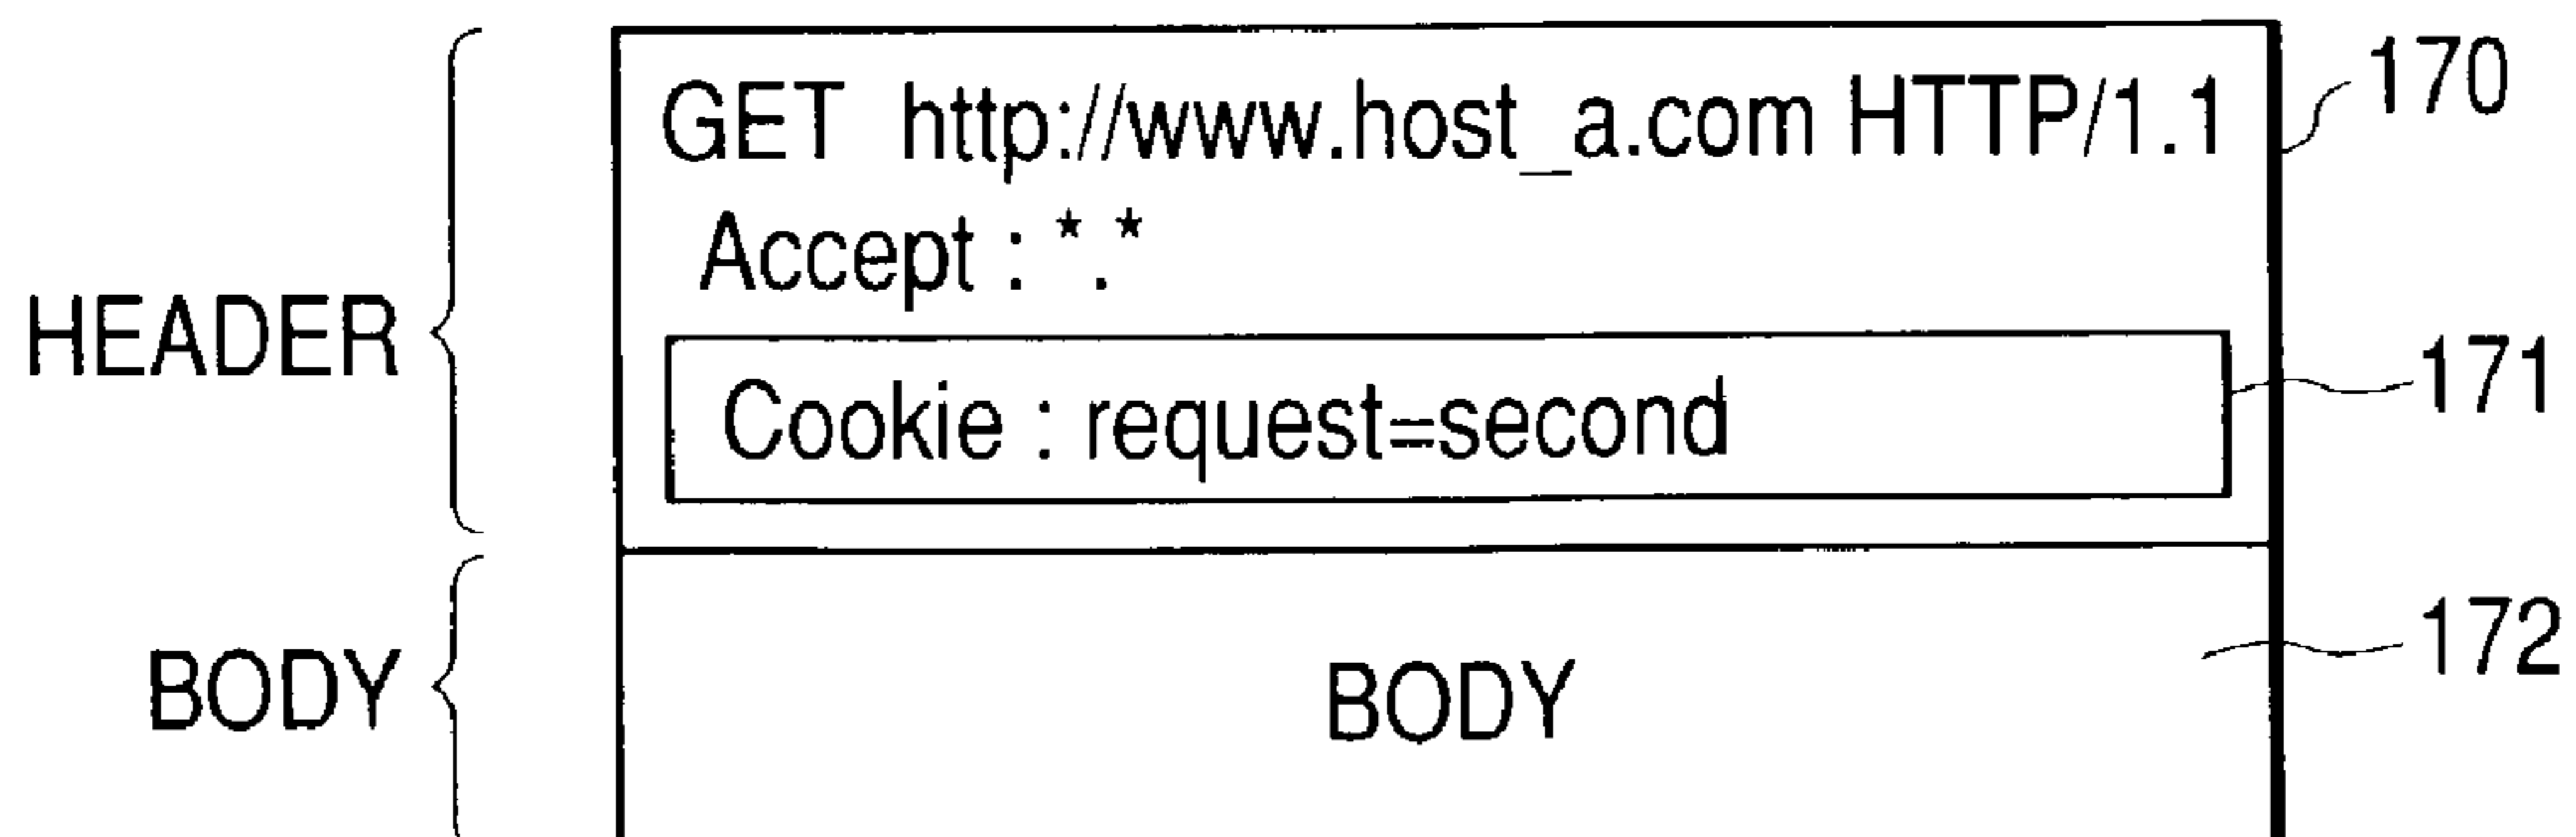 GET http://www.host_a.com HTTP/1.1
170
Accept : *.*
HEADER
Cookie : request=second
171
BODY
BODY
172